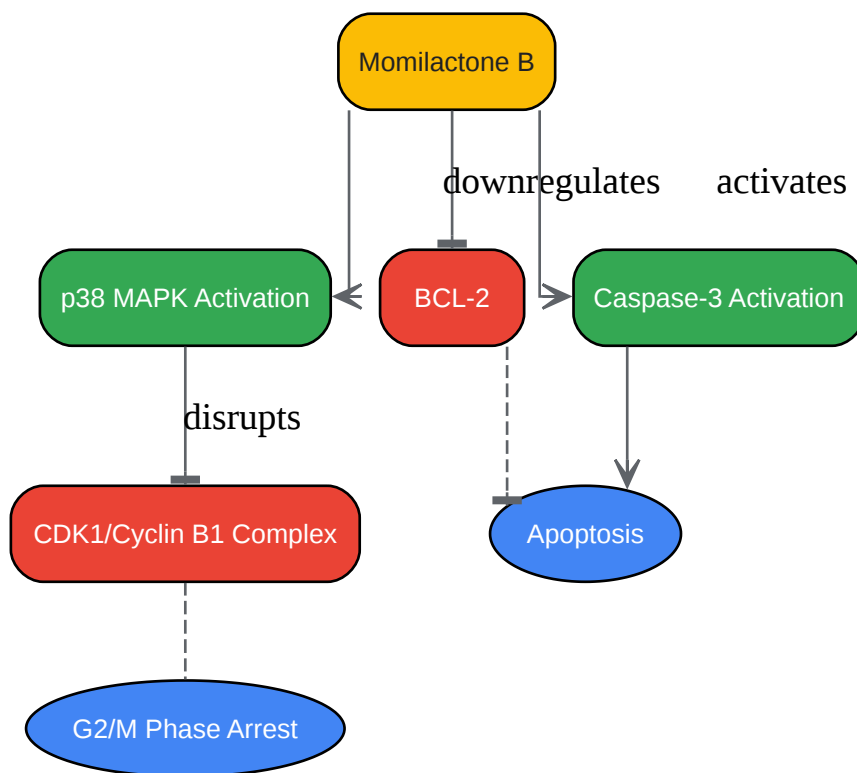 Momilactone B
downregulates
activates
p38 MAPK Activation
BCL-2
Caspase-3 Activation
disrupts
CDK1/Cyclin B1 Complex
Apoptosis
G2/M Phase Arrest